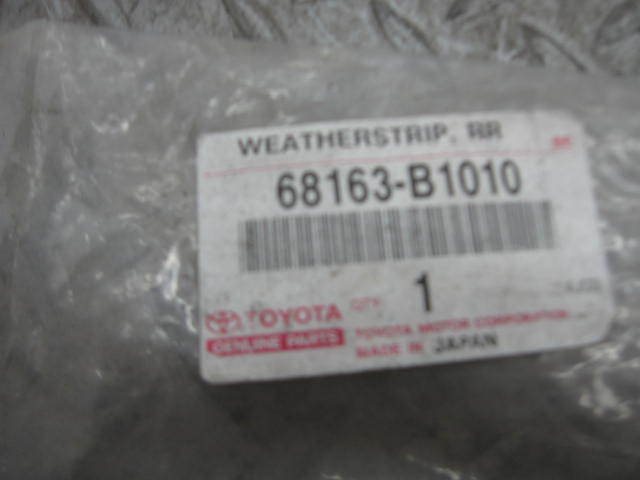 WEATHERSTRIP, RR
68163-B1010
QTY 1
TOYOTA
GENUINE PARTS
TOYOTA MOTOR CORPORATION
MADE IN JAPAN